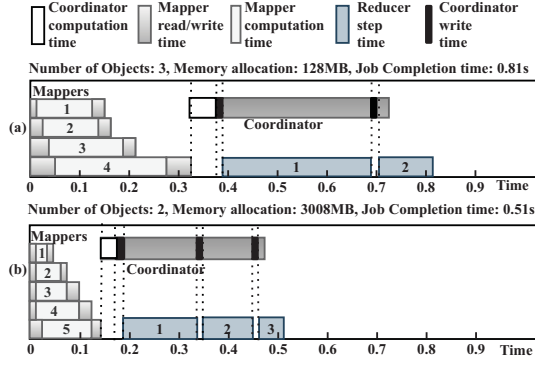 Coordinator computation time
Mapper read/write time
Mapper computation time
Reducer step time
Coordinator write time
Number of Objects: 3, Memory allocation: 128MB, Job Completion time: 0.81s
(a)
Mappers
1
2
3
4
Coordinator
1
2
0 0.1 0.2 0.3 0.4 0.5 0.6 0.7 0.8 0.9 Time
Number of Objects: 2, Memory allocation: 3008MB, Job Completion time: 0.51s
(b)
Mappers
1
2
3
4
5
Coordinator
1
2
3
0 0.1 0.2 0.3 0.4 0.5 0.6 0.7 0.8 0.9 Time